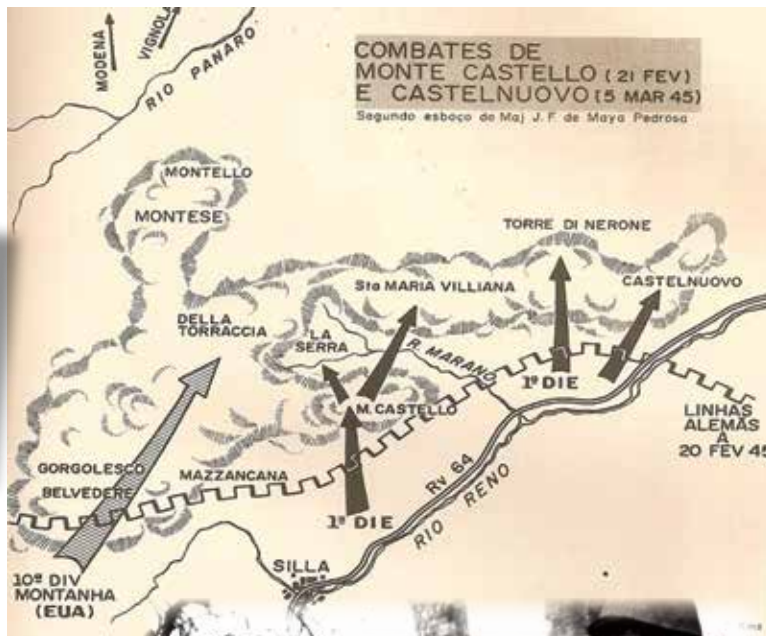 COMBATES DE
MONTE CASTELLO (21 FEV)
E CASTELNUOVO (5 MAR 45)
Segundo esboço do Maj J. F. de Maya Pedrosa
MODENA
VIGNOLA
RIO PANARO
MONTELLO
MONTESE
TORRE DI NERONE
Sta MARIA VILLIANA
CASTELNUOVO
DELLA
TORRACCIA
LA
SERRA
R. MARANO
M. CASTELLO
1ª DIE
LINHAS
ALEMÃS
A
20 FEV 45
GORGOLESCO
BELVEDERE
MAZZANCANA
Rv 64
RIO RENO
1ª DIE
SILLA
10ª DIV
MONTANHA
(EUA)